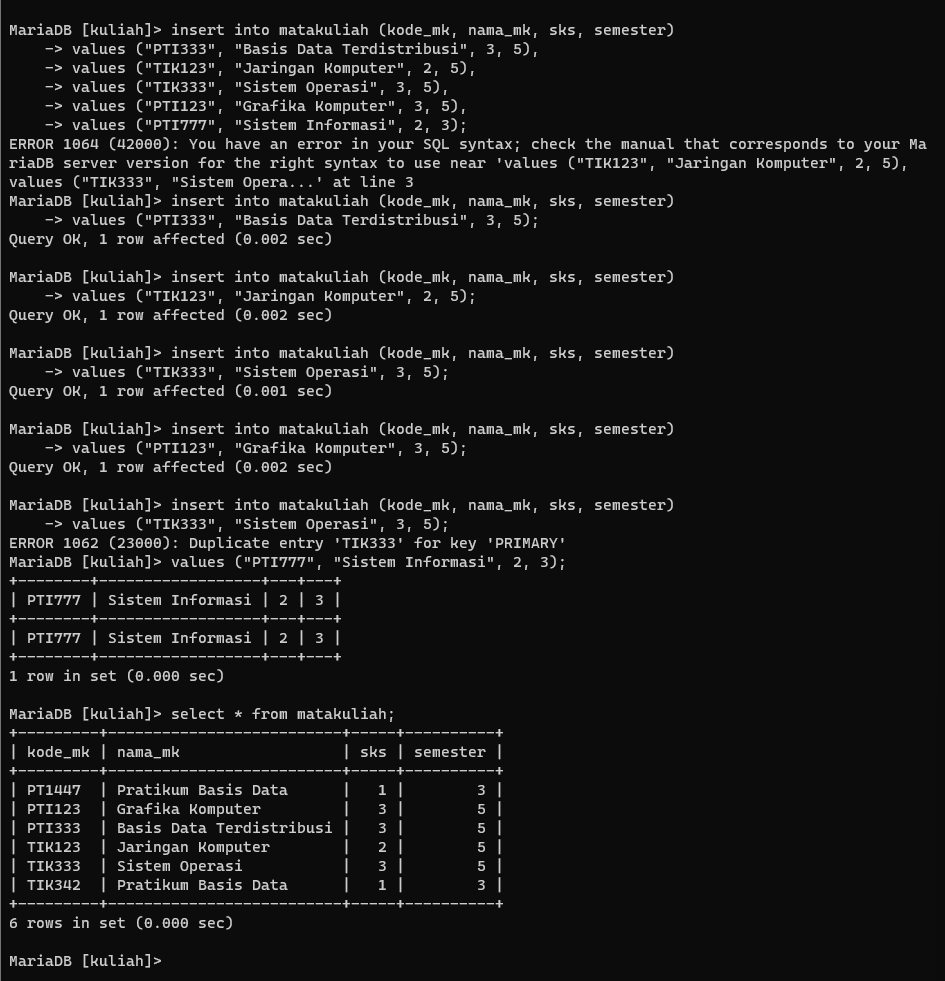 MariaDB [kuliah]> insert into matakuliah (kode_mk, nama_mk, sks, semester)
    -> values ("PTI333", "Basis Data Terdistribusi", 3, 5),
    -> values ("TIK123", "Jaringan Komputer", 2, 5),
    -> values ("TIK333", "Sistem Operasi", 3, 5),
    -> values ("PTI123", "Grafika Komputer", 3, 5),
    -> values ("PTI777", "Sistem Informasi", 2, 3);
ERROR 1064 (42000): You have an error in your SQL syntax; check the manual that corresponds to your Ma
riaDB server version for the right syntax to use near 'values ("TIK123", "Jaringan Komputer", 2, 5),
values ("TIK333", "Sistem Opera...' at line 3
MariaDB [kuliah]> insert into matakuliah (kode_mk, nama_mk, sks, semester)
    -> values ("PTI333", "Basis Data Terdistribusi", 3, 5);
Query OK, 1 row affected (0.002 sec)

MariaDB [kuliah]> insert into matakuliah (kode_mk, nama_mk, sks, semester)
    -> values ("TIK123", "Jaringan Komputer", 2, 5);
Query OK, 1 row affected (0.002 sec)

MariaDB [kuliah]> insert into matakuliah (kode_mk, nama_mk, sks, semester)
    -> values ("TIK333", "Sistem Operasi", 3, 5);
Query OK, 1 row affected (0.001 sec)

MariaDB [kuliah]> insert into matakuliah (kode_mk, nama_mk, sks, semester)
    -> values ("PTI123", "Grafika Komputer", 3, 5);
Query OK, 1 row affected (0.002 sec)

MariaDB [kuliah]> insert into matakuliah (kode_mk, nama_mk, sks, semester)
    -> values ("TIK333", "Sistem Operasi", 3, 5);
ERROR 1062 (23000): Duplicate entry 'TIK333' for key 'PRIMARY'
MariaDB [kuliah]> values ("PTI777", "Sistem Informasi", 2, 3);
+--------+------------------+---+---+
| PTI777 | Sistem Informasi | 2 | 3 |
+--------+------------------+---+---+
| PTI777 | Sistem Informasi | 2 | 3 |
+--------+------------------+---+---+
1 row in set (0.000 sec)

MariaDB [kuliah]> select * from matakuliah;
+---------+--------------------------+-----+----------+
| kode_mk | nama_mk                  | sks | semester |
+---------+--------------------------+-----+----------+
| PT1447  | Pratikum Basis Data      |   1 |        3 |
| PTI123  | Grafika Komputer         |   3 |        5 |
| PTI333  | Basis Data Terdistribusi |   3 |        5 |
| TIK123  | Jaringan Komputer        |   2 |        5 |
| TIK333  | Sistem Operasi           |   3 |        5 |
| TIK342  | Pratikum Basis Data      |   1 |        3 |
+---------+--------------------------+-----+----------+
6 rows in set (0.000 sec)

MariaDB [kuliah]>